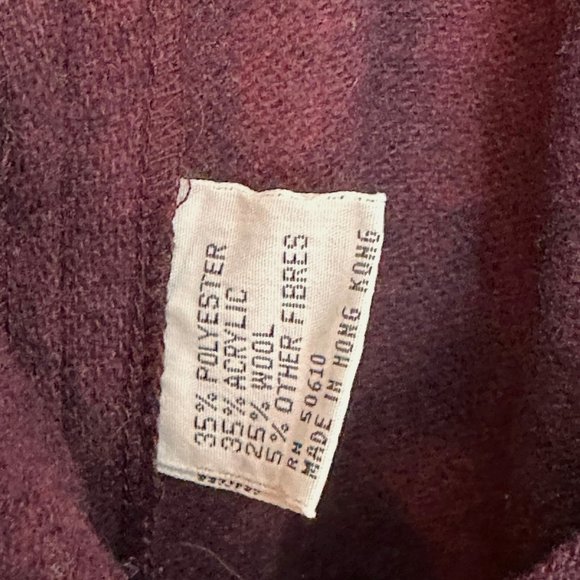 35% POLYESTER
35% ACRYLIC
25% WOOL
5% OTHER FIBRES
RN 50610
MADE IN HONG KONG